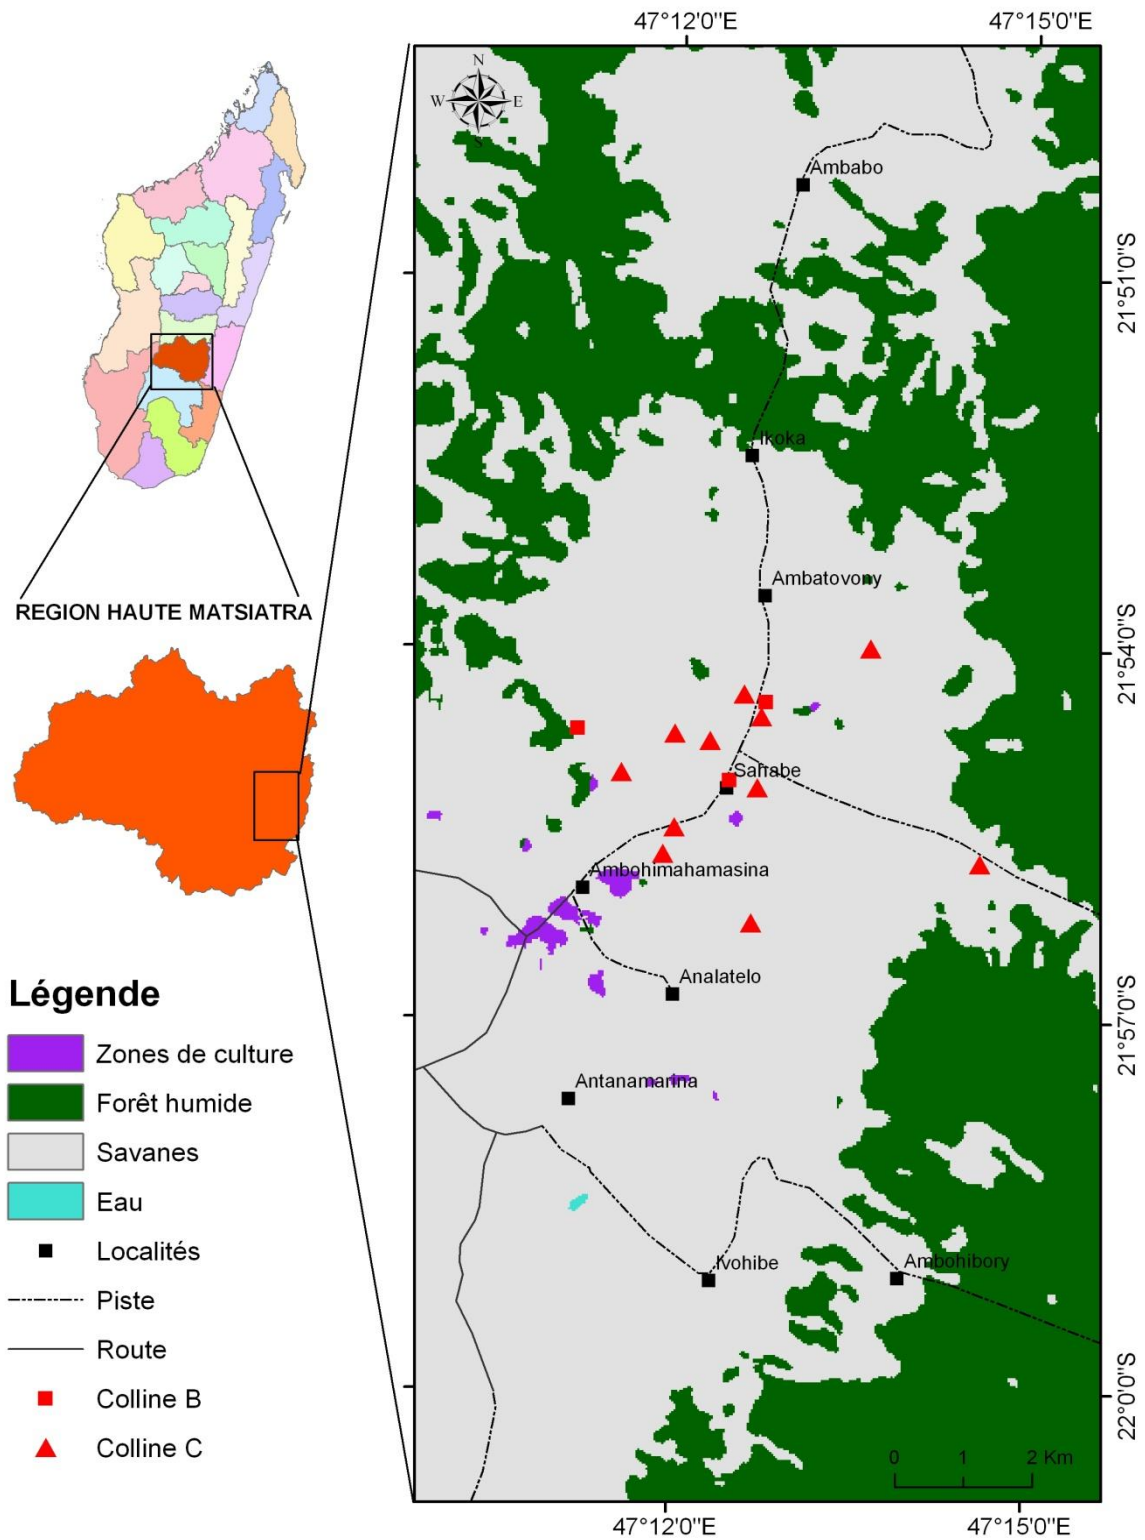 47°12'0"E
47°15'0"E
N
W
E
S
Ambabo
21°51'0"S
Ikoka
Ambatovony
REGION HAUTE MATSIATRA
21°54'0"S
Sahabe
Ambohimahamasina
Analatelo
21°57'0"S
Antanamarina
Légende
Zones de culture
Forêt humide
Savanes
Eau
Localités
Piste
Route
Colline B
Colline C
Ivohibe
Ambohibory
22°0'0"S
0 1 2 Km
47°12'0"E
47°15'0"E